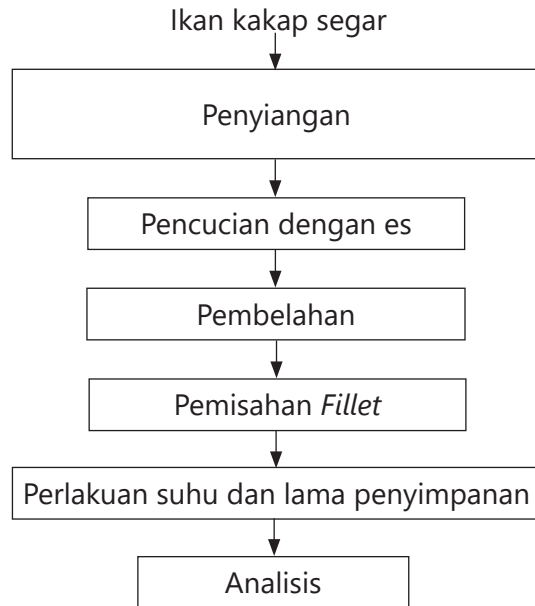 Ikan kakap segar
Penyiangan
Pencucian dengan es
Pembelahan
Pemisahan Fillet
Perlakuan suhu dan lama penyimpanan
Analisis